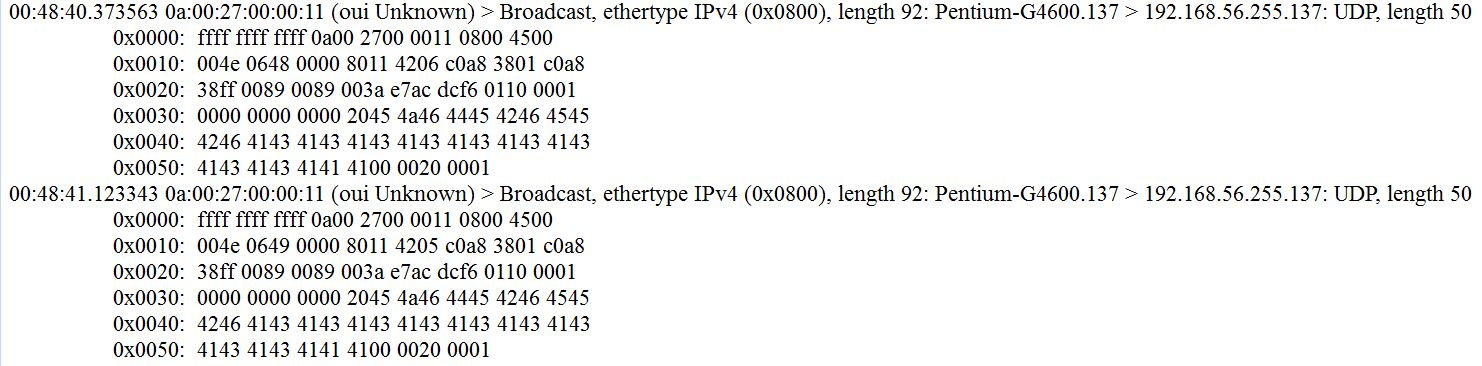 00:48:40.373563 0a:00:27:00:00:11 (oui Unknown) > Broadcast, ethertype IPv4 (0x0800), length 92: Pentium-G4600.137 > 192.168.56.255.137: UDP, length 50
0x0000: ffff ffff ffff 0a00 2700 0011 0800 4500
0x0010: 004e 0648 0000 8011 4206 c0a8 3801 c0a8
0x0020: 38ff 0089 0089 003a e7ac dcf6 0110 0001
0x0030: 0000 0000 0000 2045 4a46 4445 4246 4545
0x0040: 4246 4143 4143 4143 4143 4143 4143 4143
0x0050: 4143 4143 4141 4100 0020 0001
00:48:41.123343 0a:00:27:00:00:11 (oui Unknown) > Broadcast, ethertype IPv4 (0x0800), length 92: Pentium-G4600.137 > 192.168.56.255.137: UDP, length 50
0x0000: ffff ffff ffff 0a00 2700 0011 0800 4500
0x0010: 004e 0649 0000 8011 4205 c0a8 3801 c0a8
0x0020: 38ff 0089 0089 003a e7ac dcf6 0110 0001
0x0030: 0000 0000 0000 2045 4a46 4445 4246 4545
0x0040: 4246 4143 4143 4143 4143 4143 4143 4143
0x0050: 4143 4143 4141 4100 0020 0001